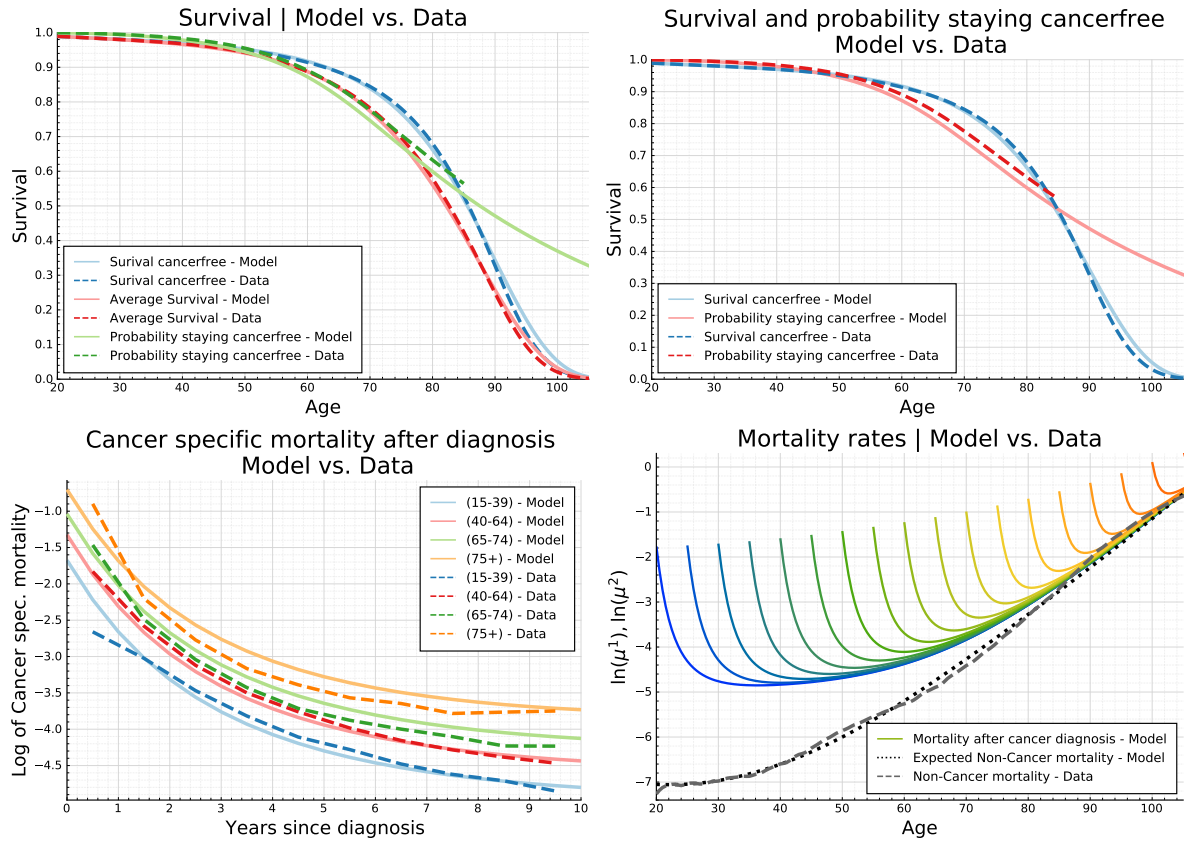 Survival | Model vs. Data
Survival
1.0
0.9
0.8
0.7
0.6
0.5
0.4
0.3
0.2
0.1
0.0
Surival cancerfree - Model
Surival cancerfree - Data
Average Survival - Model
Average Survival - Data
Probability staying cancerfree - Model
Probability staying cancerfree - Data
20 30 40 50 60 70 80 90 100
Age
Survival and probability staying cancerfree
Model vs. Data
Survival
1.0
0.9
0.8
0.7
0.6
0.5
0.4
0.3
0.2
0.1
0.0
Surival cancerfree - Model
Probability staying cancerfree - Model
Survival cancerfree - Data
Probability staying cancerfree - Data
20 30 40 50 60 70 80 90 100
Age
Cancer specific mortality after diagnosis
Model vs. Data
Log of Cancer spec. mortality
−1.0
−1.5
−2.0
−2.5
−3.0
−3.5
−4.0
−4.5
(15-39) - Model
(40-64) - Model
(65-74) - Model
(75+) - Model
(15-39) - Data
(40-64) - Data
(65-74) - Data
(75+) - Data
0 1 2 3 4 5 6 7 8 9 10
Years since diagnosis
Mortality rates | Model vs. Data
ln(μ¹), ln(μ²)
0
−1
−2
−3
−4
−5
−6
−7
Mortality after cancer diagnosis - Model
Expected Non-Cancer mortality - Model
Non-Cancer mortality - Data
20 30 40 50 60 70 80 90 100
Age